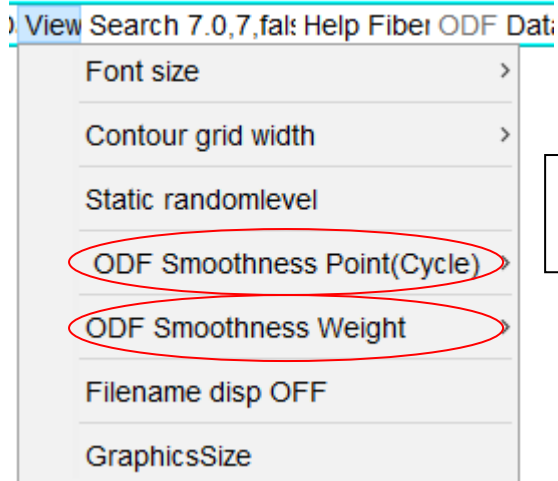 View Search 7.0,7,fals Help Fiber ODF Data
Font size
Contour grid width
Static randomlevel
ODF Smoothness Point(Cycle)
ODF Smoothness Weight
Filename disp OFF
GraphicsSize